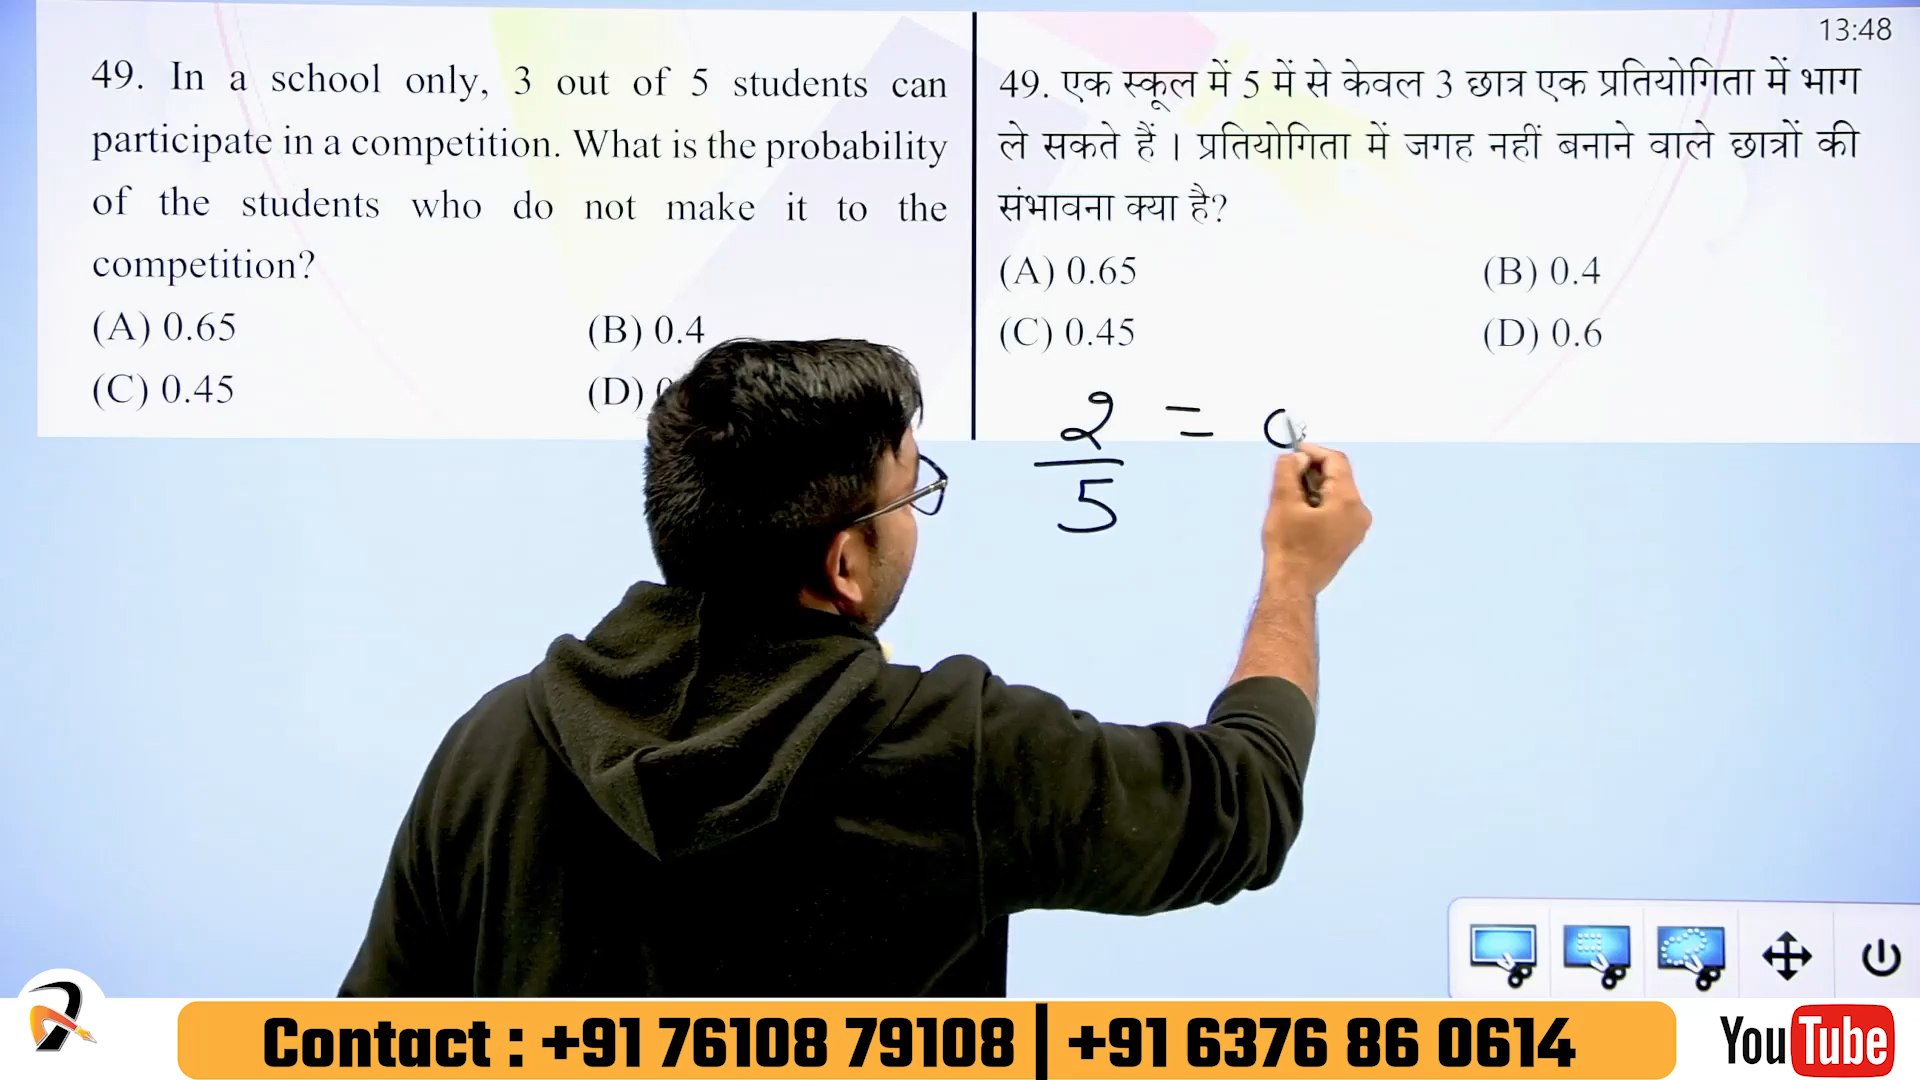 13:48
49. In a school only, 3 out of 5 students can
participate in a competition. What is the probability
of the students who do not make it to the
competition?
(A) 0.65 (B) 0.4
(C) 0.45 (D)
49. एक स्कूल में 5 में से केवल 3 छात्र एक प्रतियोगिता में भाग
ले सकते हैं । प्रतियोगिता में जगह नहीं बनाने वाले छात्रों की
संभावना क्या है?
(A) 0.65 (B) 0.4
(C) 0.45 (D) 0.6
2
5
=
Contact : +91 76108 79108 | +91 6376 86 0614
YouTube